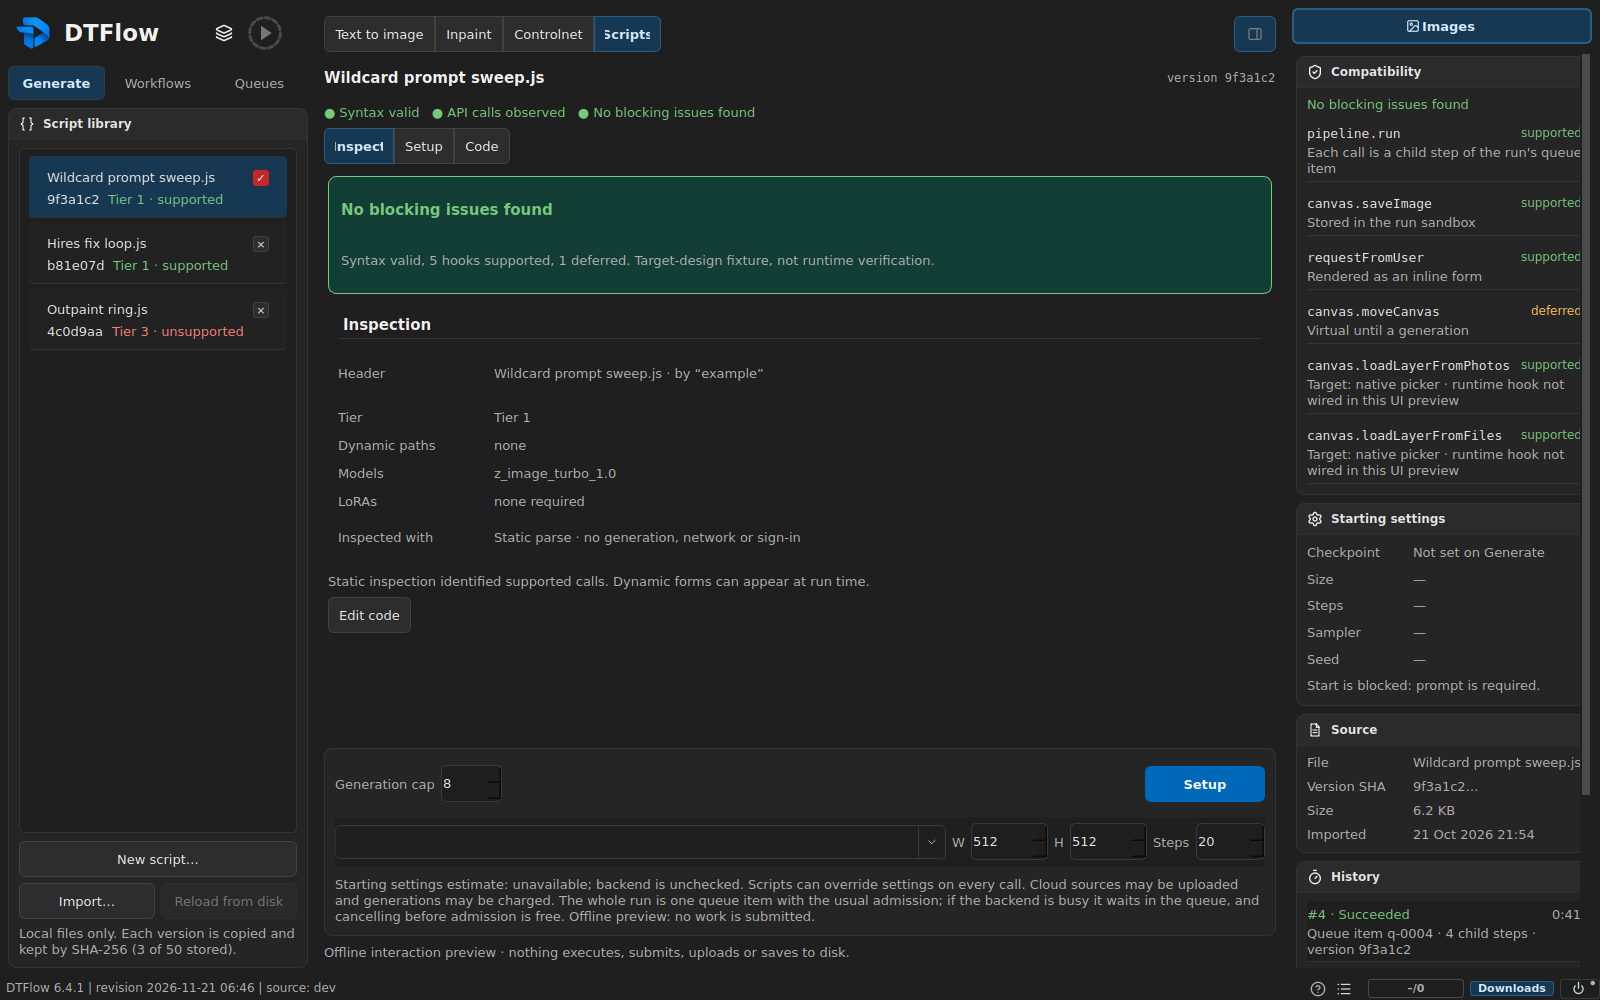 DTFlow
Generate
Workflows
Queues
Script library
Wildcard prompt sweep.js
9f3a1c2 Tier 1 · supported
Hires fix loop.js
b81e07d Tier 1 · supported
Outpaint ring.js
4c0d9aa Tier 3 · unsupported
New script...
Import...
Reload from disk
Local files only. Each version is copied and
kept by SHA-256 (3 of 50 stored).
Text to image
Inpaint
Controlnet
Scripts
Wildcard prompt sweep.js
version 9f3a1c2
Syntax valid
API calls observed
No blocking issues found
Inspect
Setup
Code
No blocking issues found
Syntax valid, 5 hooks supported, 1 deferred. Target-design fixture, not runtime verification.
Inspection
Header Wildcard prompt sweep.js · by “example”
Tier Tier 1
Dynamic paths none
Models z_image_turbo_1.0
LoRAs none required
Inspected with Static parse · no generation, network or sign-in
Static inspection identified supported calls. Dynamic forms can appear at run time.
Edit code
Generation cap 8
Setup
W 512 H 512 Steps 20
Starting settings estimate: unavailable; backend is unchecked. Scripts can override settings on every call. Cloud sources may be uploaded
and generations may be charged. The whole run is one queue item with the usual admission; if the backend is busy it waits in the queue, and
cancelling before admission is free. Offline preview: no work is submitted.
Offline interaction preview · nothing executes, submits, uploads or saves to disk.
Images
Compatibility
No blocking issues found
pipeline.run supported
Each call is a child step of the run's queue
item
canvas.saveImage supported
Stored in the run sandbox
requestFromUser supported
Rendered as an inline form
canvas.moveCanvas deferred
Virtual until a generation
canvas.loadLayerFromPhotos supported
Target: native picker · runtime hook not
wired in this UI preview
canvas.loadLayerFromFiles supported
Target: native picker · runtime hook not
wired in this UI preview
Starting settings
Checkpoint Not set on Generate
Size —
Steps —
Sampler —
Seed —
Start is blocked: prompt is required.
Source
File Wildcard prompt sweep.js
Version SHA 9f3a1c2...
Size 6.2 KB
Imported 21 Oct 2026 21:54
History
#4 · Succeeded 0:41
Queue item q-0004 · 4 child steps ·
version 9f3a1c2
DTFlow 6.4.1 | revision 2026-11-21 06:46 | source: dev
-/0
Downloads